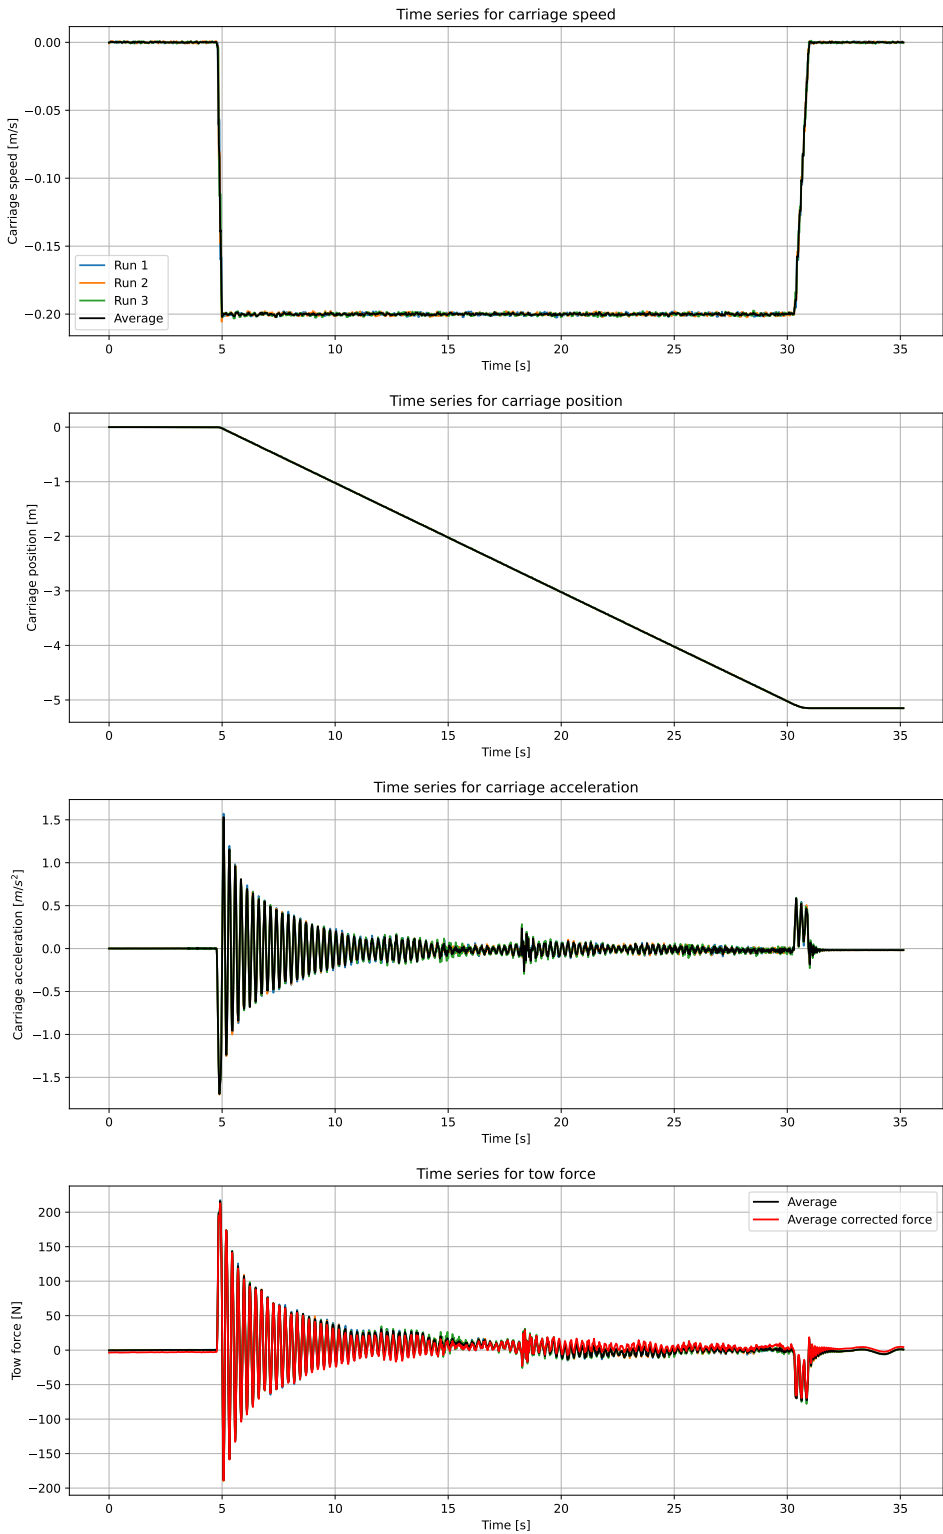 Time series for carriage speed
Carriage speed [m/s]
0.00
−0.05
−0.10
−0.15
−0.20
Run 1
Run 2
Run 3
Average
0 5 10 15 20 25 30 35
Time [s]
Time series for carriage position
Carriage position [m]
0
−1
−2
−3
−4
−5
0 5 10 15 20 25 30 35
Time [s]
Time series for carriage acceleration
Carriage acceleration [m/s²]
1.5
1.0
0.5
0.0
−0.5
−1.0
−1.5
0 5 10 15 20 25 30 35
Time [s]
Time series for tow force
Tow force [N]
200
150
100
50
0
−50
−100
−150
−200
Average
Average corrected force
0 5 10 15 20 25 30 35
Time [s]